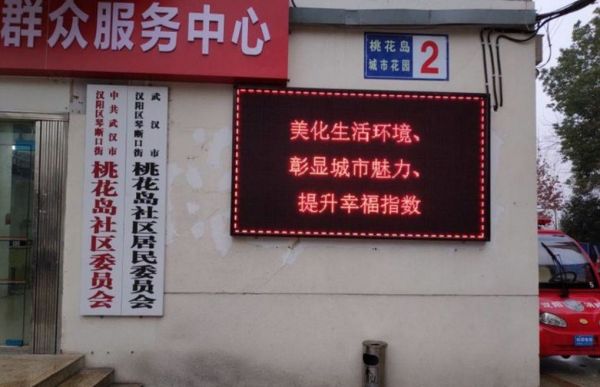 群众服务中心
桃花岛
城市花园
2
美化生活环境、
彰显城市魅力、
提升幸福指数
中共武汉市
汉阳区琴断口街
桃花岛社区委员会
武汉市
汉阳区琴断口街
桃花岛社区居民委员会